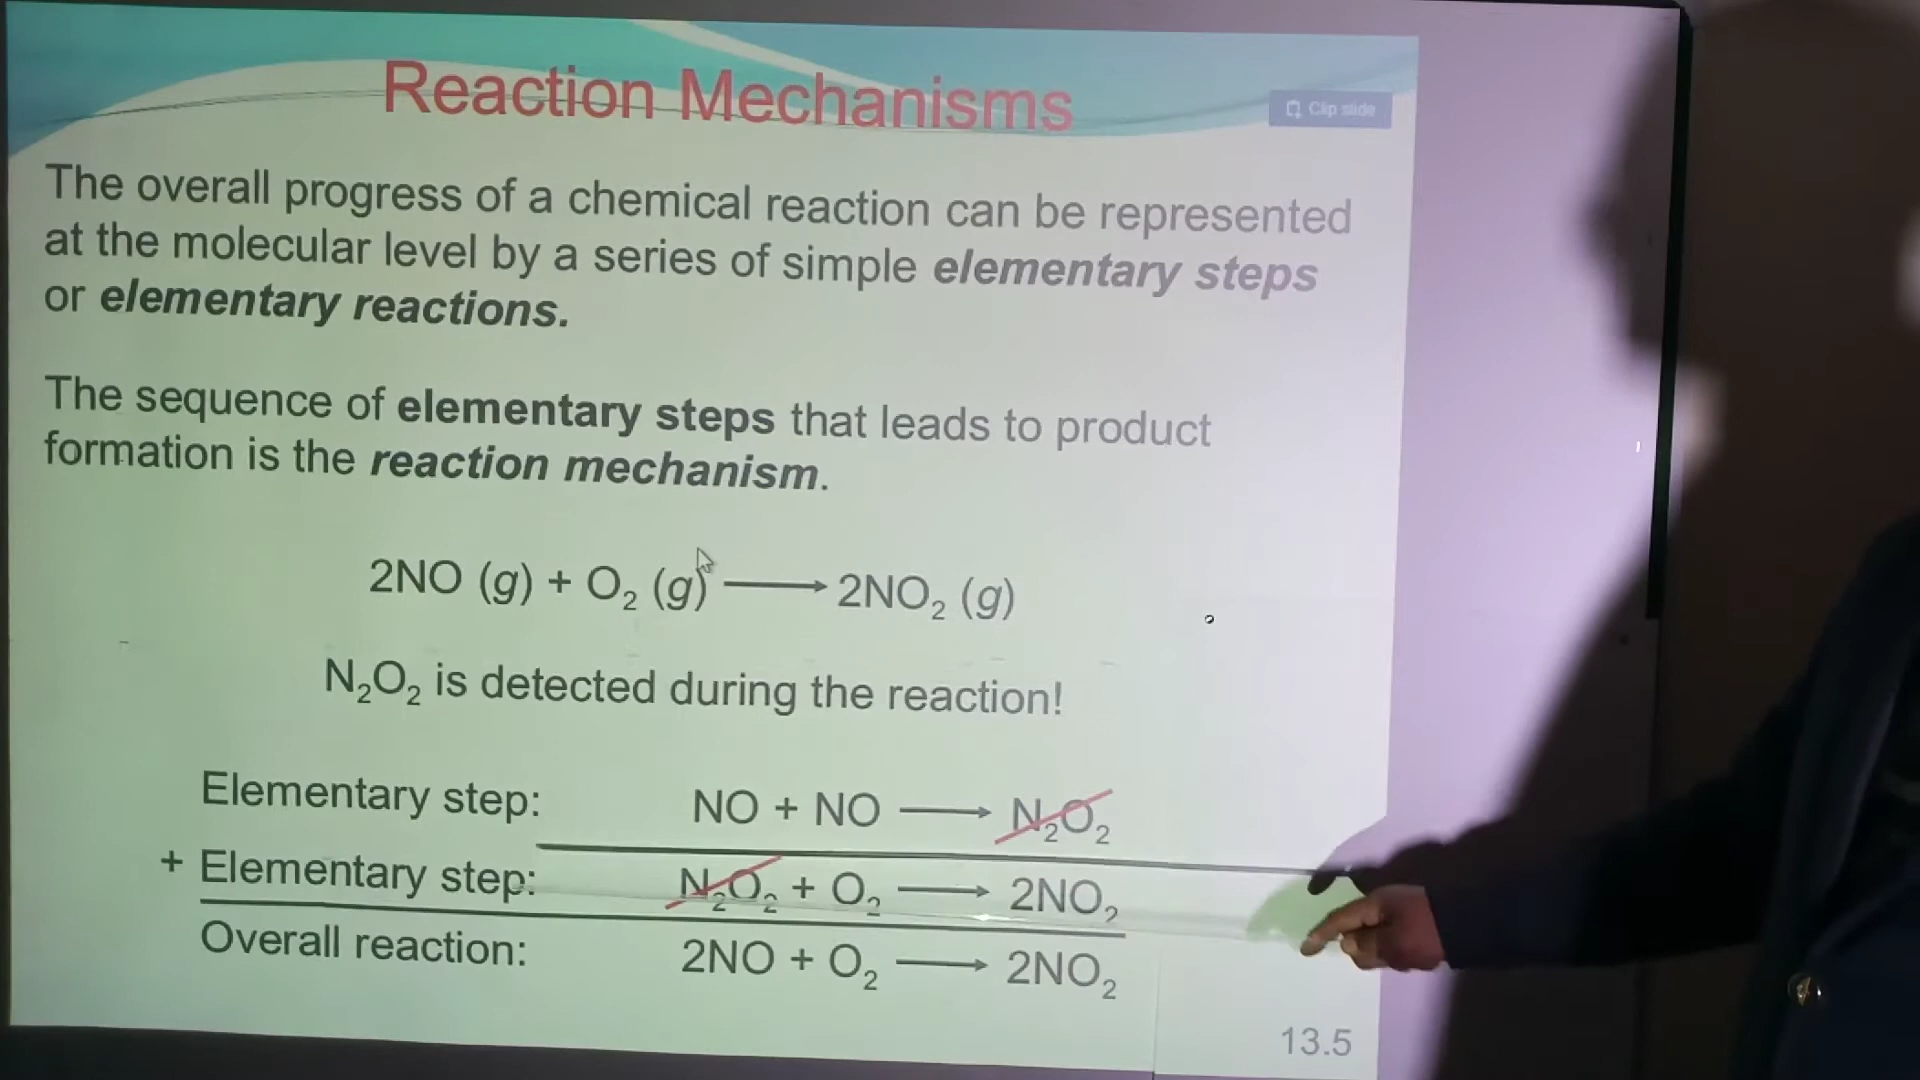 Reaction Mechanisms
Clip slide
The overall progress of a chemical reaction can be represented
at the molecular level by a series of simple elementary steps
or elementary reactions.
The sequence of elementary steps that leads to product
formation is the reaction mechanism.
2NO (g) + O₂ (g) ⟶ 2NO₂ (g)
N₂O₂ is detected during the reaction!
Elementary step: NO + NO ⟶ N₂O₂
+ Elementary step: N₂O₂ + O₂ ⟶ 2NO₂
Overall reaction: 2NO + O₂ ⟶ 2NO₂
13.5